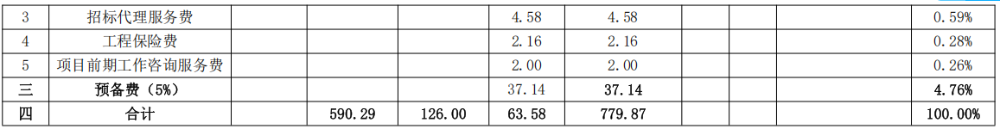 3 招标代理服务费 4.58 4.58 0.59%
4 工程保险费 2.16 2.16 0.28%
5 项目前期工作咨询服务费 2.00 2.00 0.26%
三 预备费（5%） 37.14 37.14 4.76%
四 合计 590.29 126.00 63.58 779.87 100.00%